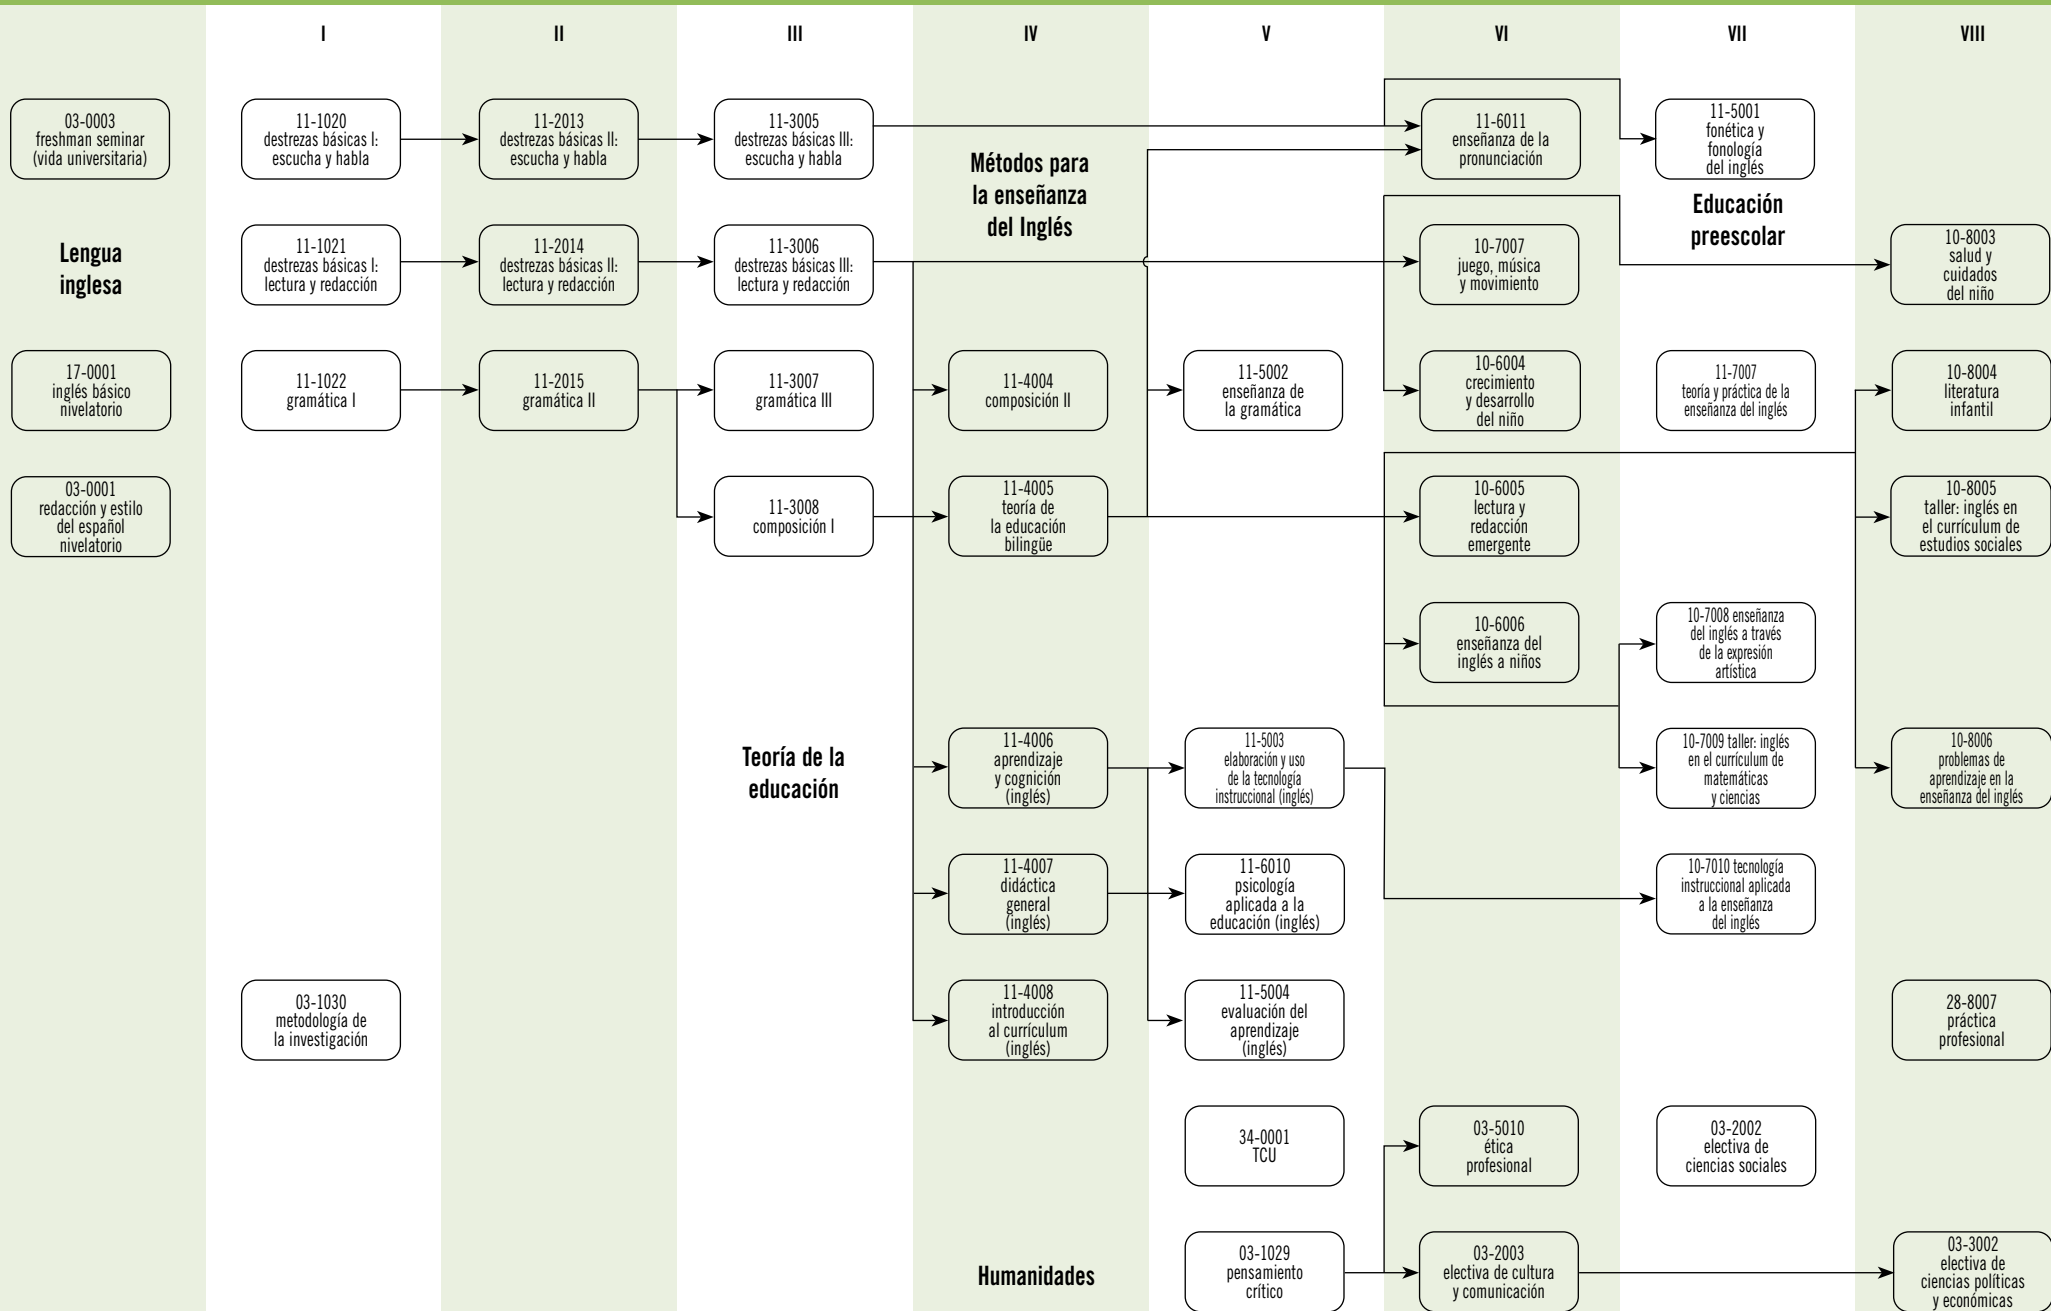 I
II
III
IV
V
VI
VII
VIII
03-0003
freshman seminar
(vida universitaria)
11-1020
destrezas básicas I:
escucha y habla
11-2013
destrezas básicas II:
escucha y habla
11-3005
destrezas básicas III:
escucha y habla
Métodos para
la enseñanza
del Inglés
11-6011
enseñanza de la
pronunciación
11-5001
fonética y
fonología
del inglés
Educación
preescolar
Lengua
inglesa
11-1021
destrezas básicas I:
lectura y redacción
11-2014
destrezas básicas II:
lectura y redacción
11-3006
destrezas básicas III:
lectura y redacción
10-7007
juego, música
y movimiento
10-8003
salud y
cuidados
del niño
17-0001
inglés básico
nivelatorio
11-1022
gramática I
11-2015
gramática II
11-3007
gramática III
11-4004
composición II
11-5002
enseñanza de
la gramática
10-6004
crecimiento
y desarrollo
del niño
11-7007
teoría y práctica de la
enseñanza del inglés
10-8004
literatura
infantil
03-0001
redacción y estilo
del español
nivelatorio
11-3008
composición I
11-4005
teoría de
la educación
bilingüe
10-6005
lectura y
redacción
emergente
10-8005
taller: inglés en
el currículum de
estudios sociales
10-6006
enseñanza del
inglés a niños
10-7008 enseñanza
del inglés a través
de la expresión
artística
Teoría de la
educación
11-4006
aprendizaje
y cognición
(inglés)
11-5003
elaboración y uso
de la tecnología
instruccional (inglés)
10-7009 taller: inglés
en el currículum de
matemáticas
y ciencias
10-8006
problemas de
aprendizaje en la
enseñanza del inglés
11-4007
didáctica
general
(inglés)
11-6010
psicología
aplicada a la
educación (inglés)
10-7010 tecnología
instruccional aplicada
a la enseñanza
del inglés
03-1030
metodología de
la investigación
11-4008
introducción
al currículum
(inglés)
11-5004
evaluación del
aprendizaje
(inglés)
28-8007
práctica
profesional
34-0001
TCU
03-5010
ética
profesional
03-2002
electiva de
ciencias sociales
Humanidades
03-1029
pensamiento
crítico
03-2003
electiva de cultura
y comunicación
03-3002
electiva de
ciencias políticas
y económicas